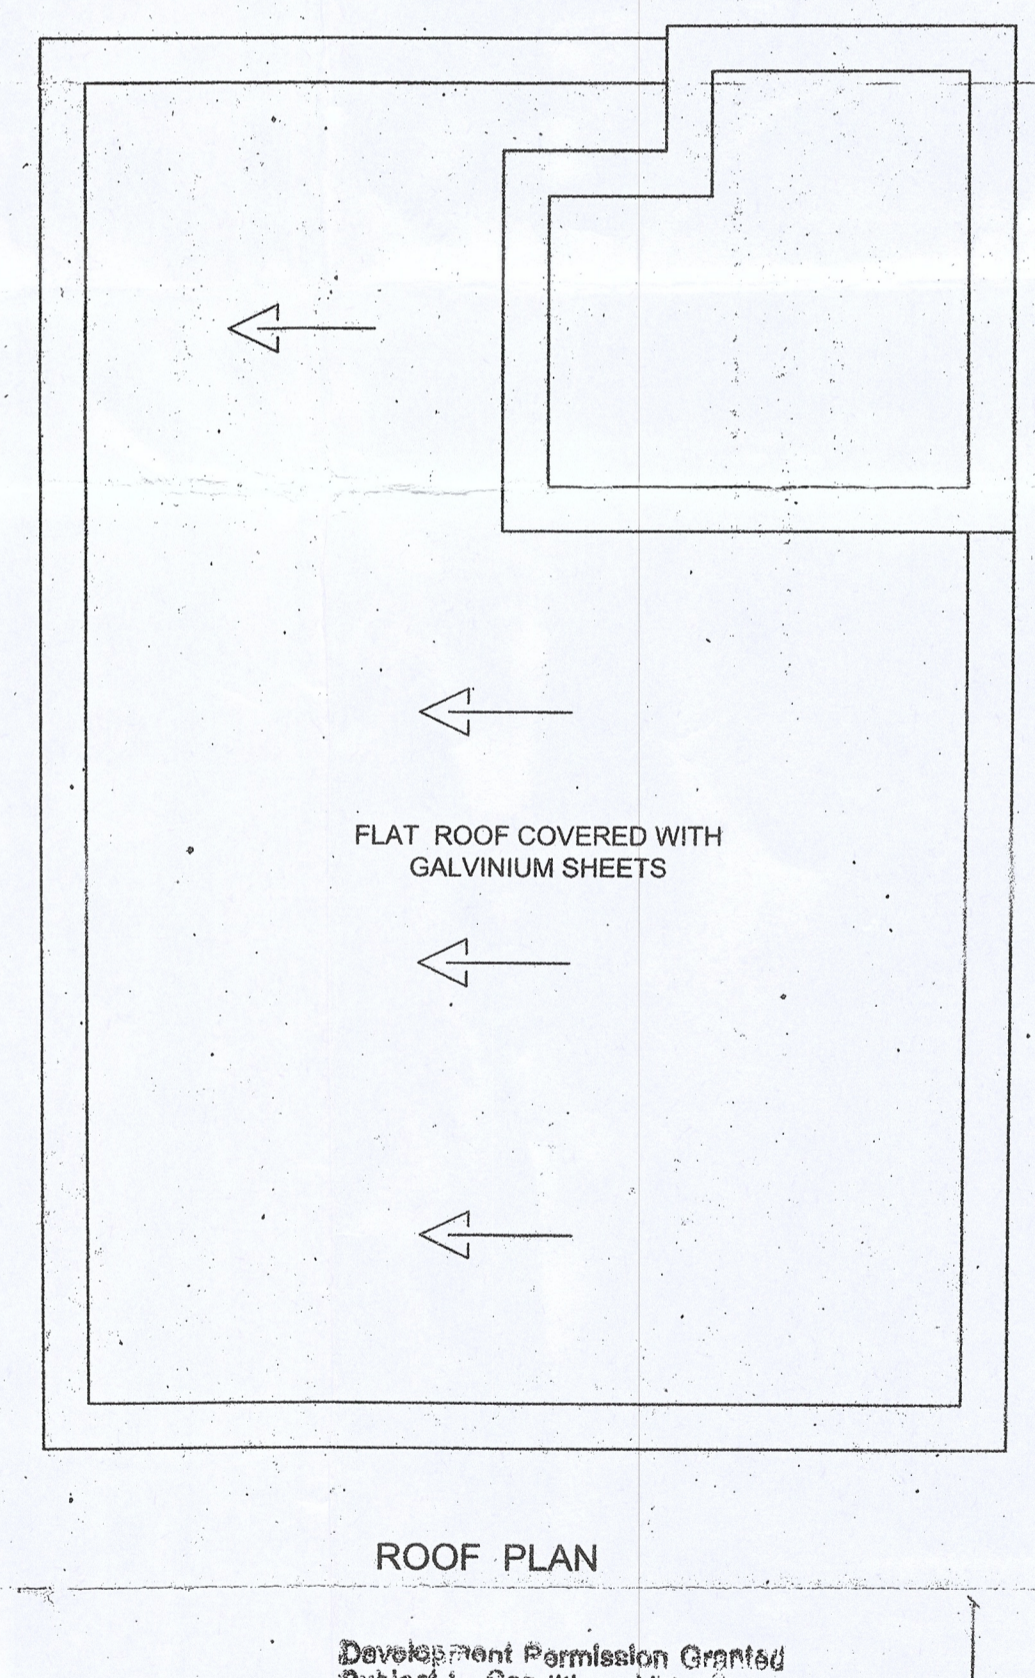 FLAT ROOF COVERED WITH
GALVINIUM SHEETS
ROOF PLAN
Development Permission Granted